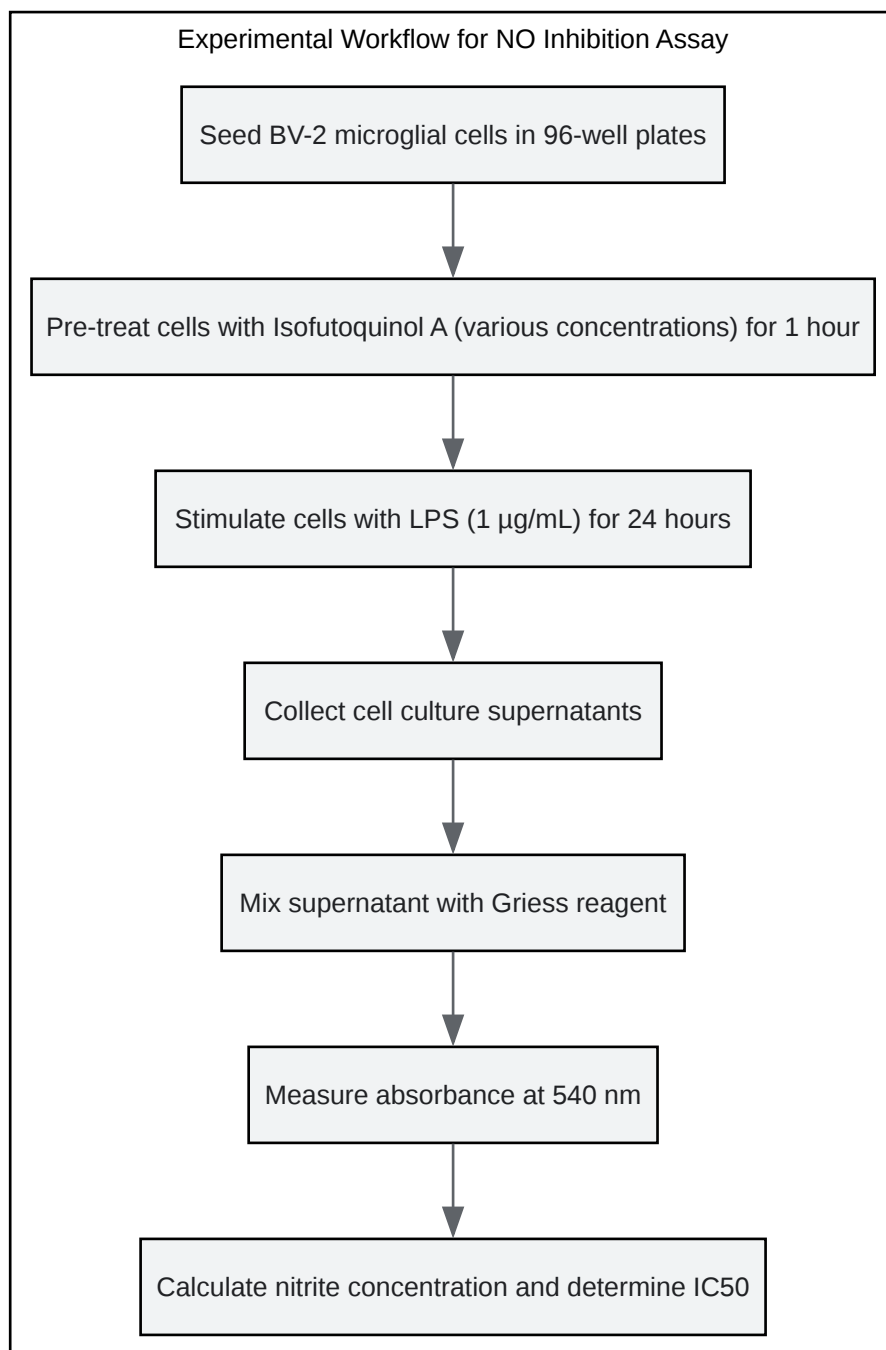 Experimental Workflow for NO Inhibition Assay
Seed BV-2 microglial cells in 96-well plates
Pre-treat cells with Isofutoquinol A (various concentrations) for 1 hour
Stimulate cells with LPS (1 µg/mL) for 24 hours
Collect cell culture supernatants
Mix supernatant with Griess reagent
Measure absorbance at 540 nm
Calculate nitrite concentration and determine IC50